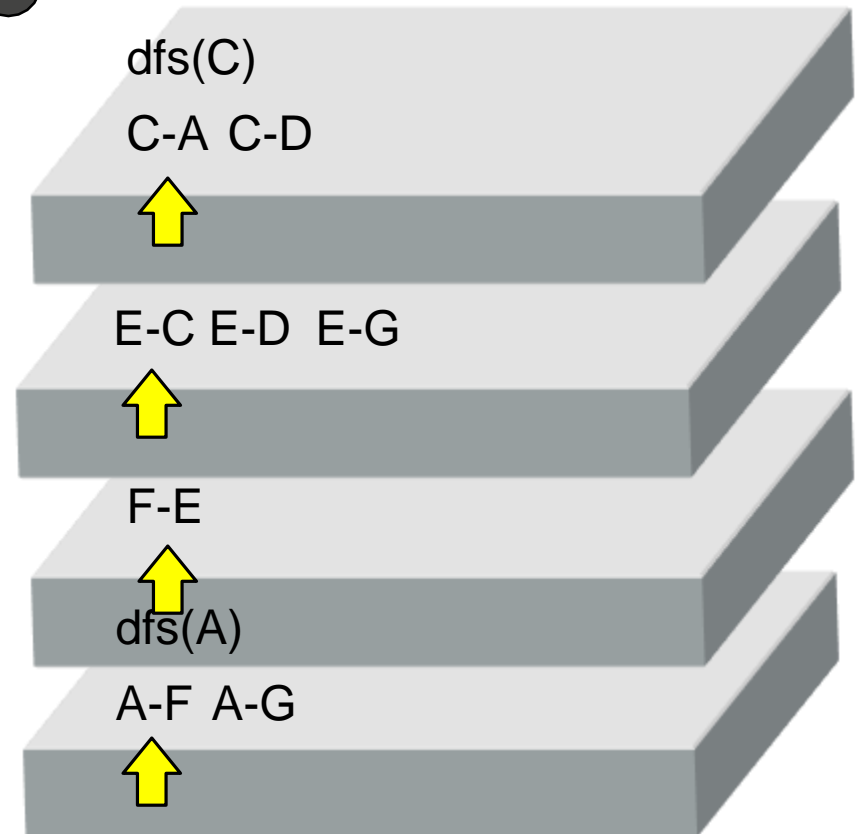 dfs(C)
C-A C-D
E-C E-D E-G
F-E
dfs(A)
A-F A-G